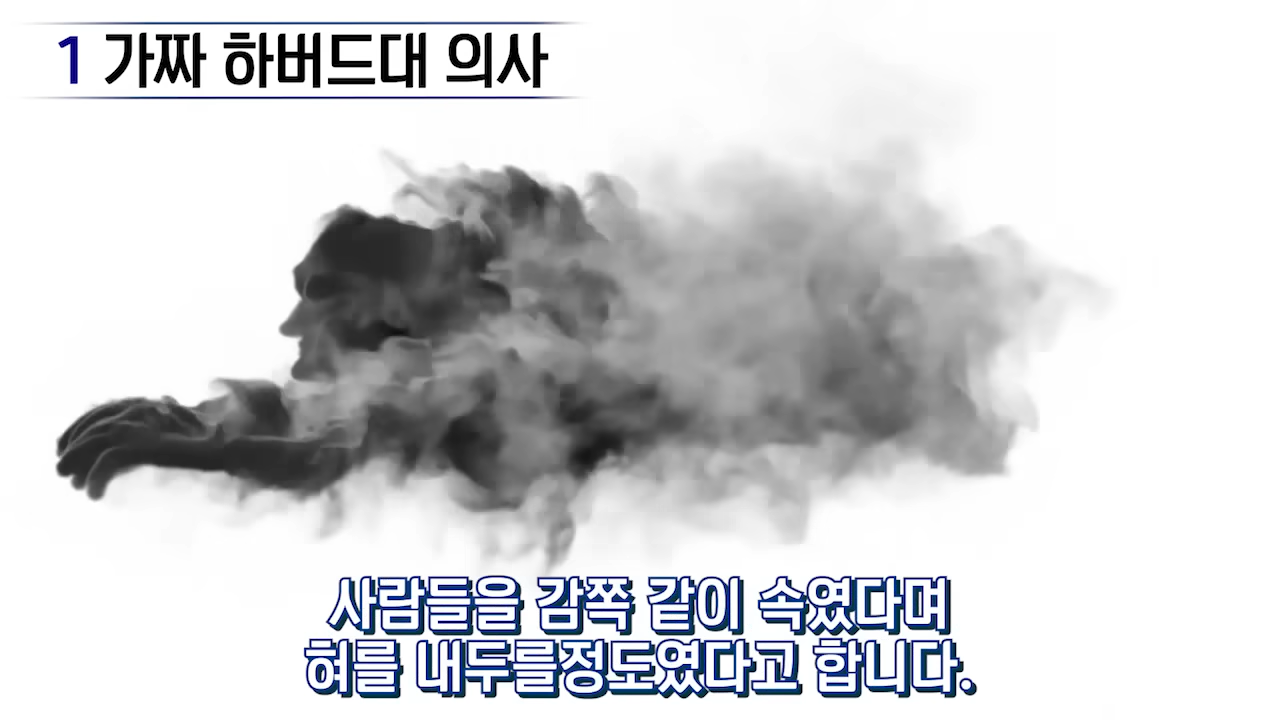 1 가짜 하버드대 의사
사람들을 감쪽 같이 속였다며
혀를 내두를정도였다고 합니다.